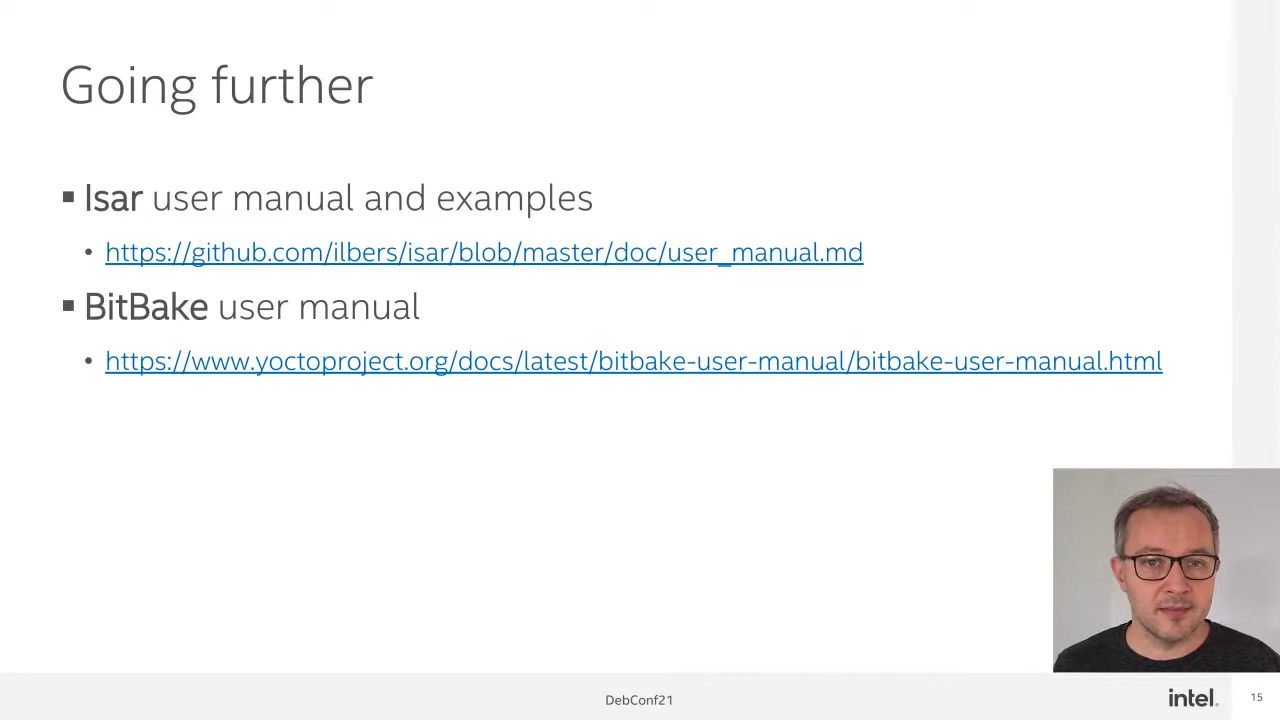 Going further
▪ Isar user manual and examples
• https://github.com/ilbers/isar/blob/master/doc/user_manual.md
▪ BitBake user manual
• https://www.yoctoproject.org/docs/latest/bitbake-user-manual/bitbake-user-manual.html
DebConf21
intel.
15